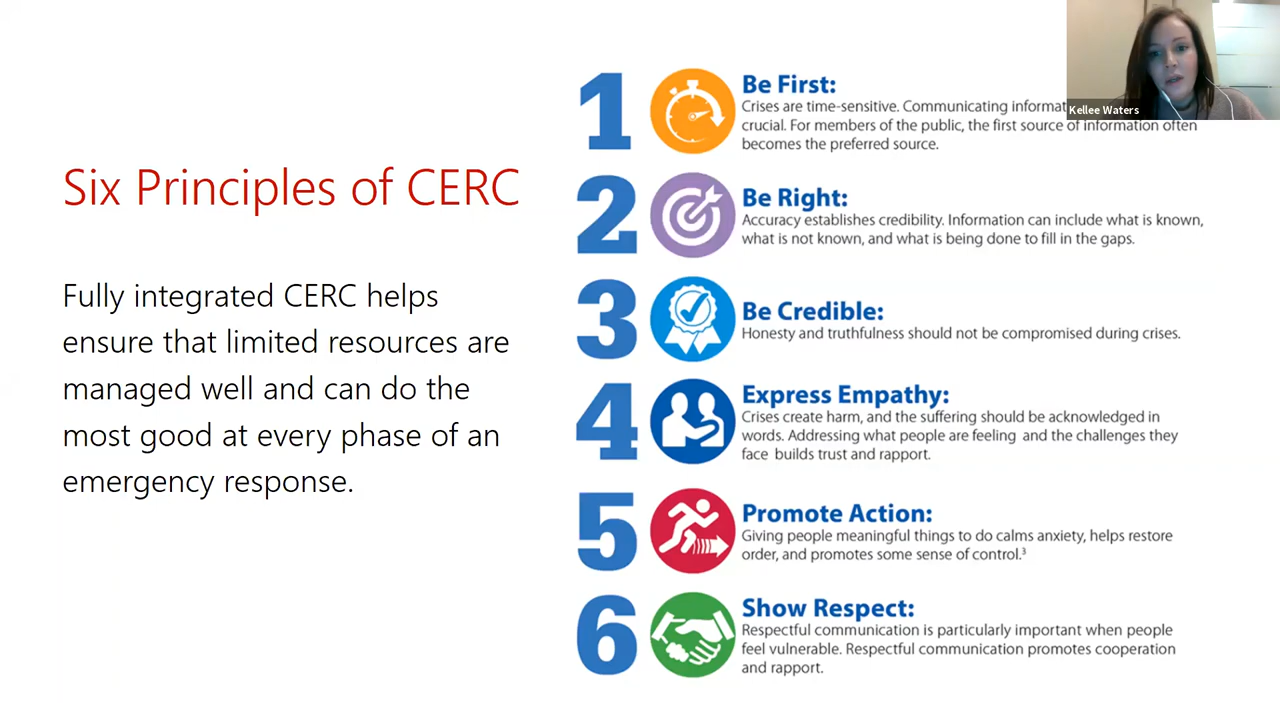 Six Principles of CERC
Fully integrated CERC helps
ensure that limited resources are
managed well and can do the
most good at every phase of an
emergency response.
1
Be First:
Crises are time-sensitive. Communicating
crucial. For members of the public, the first source of information often
becomes the preferred source.
2
Be Right:
Accuracy establishes credibility. Information can include what is known,
what is not known, and what is being done to fill in the gaps.
3
Be Credible:
Honesty and truthfulness should not be compromised during crises.
4
Express Empathy:
Crises create harm, and the suffering should be acknowledged in
words. Addressing what people are feeling and the challenges they
face builds trust and rapport.
5
Promote Action:
Giving people meaningful things to do calms anxiety, helps restore
order, and promotes some sense of control.³
6
Show Respect:
Respectful communication is particularly important when people
feel vulnerable. Respectful communication promotes cooperation
and rapport.
Kellee Waters